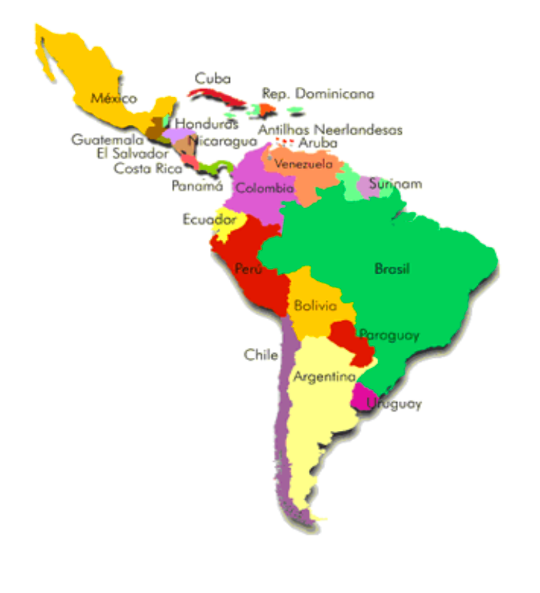 Cuba
Rep. Dominicana
México
Honduras
Antilhas Neerlandesas
Guatemala
Nicaragua
Aruba
El Salvador
Costa Rica
Venezuela
Panamá
Colombia
Surinam
Ecuador
Perú
Brasil
Bolivia
Paraguay
Chile
Argentina
Uruguay